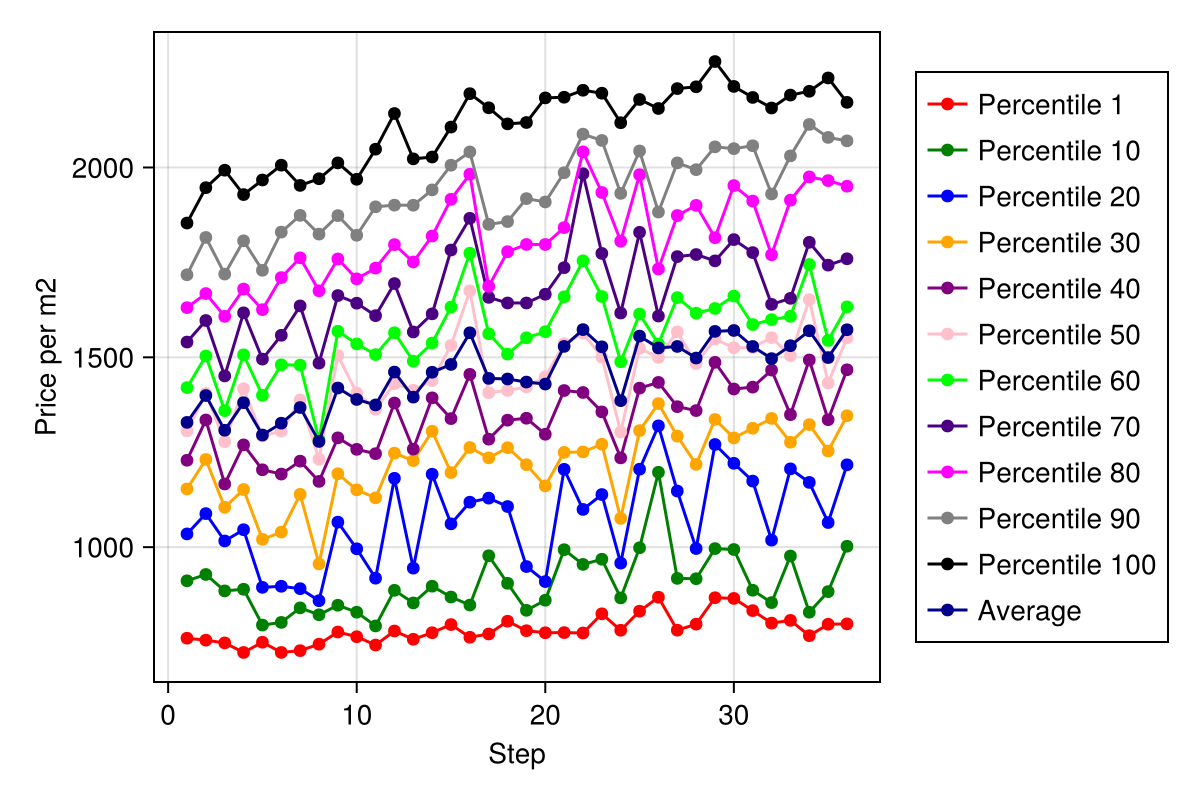 Price per m2
2000
1500
1000
0 10 20 30
Step
Percentile 1
Percentile 10
Percentile 20
Percentile 30
Percentile 40
Percentile 50
Percentile 60
Percentile 70
Percentile 80
Percentile 90
Percentile 100
Average